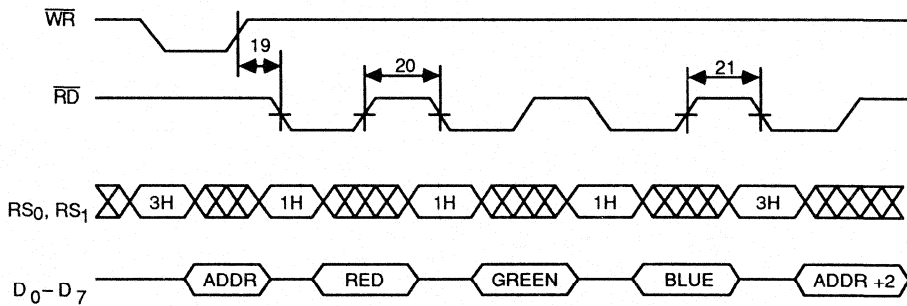 WR
19
20
21
RD
RS0, RS1
3H
1H
1H
1H
3H
D0–D7
ADDR
RED
GREEN
BLUE
ADDR +2